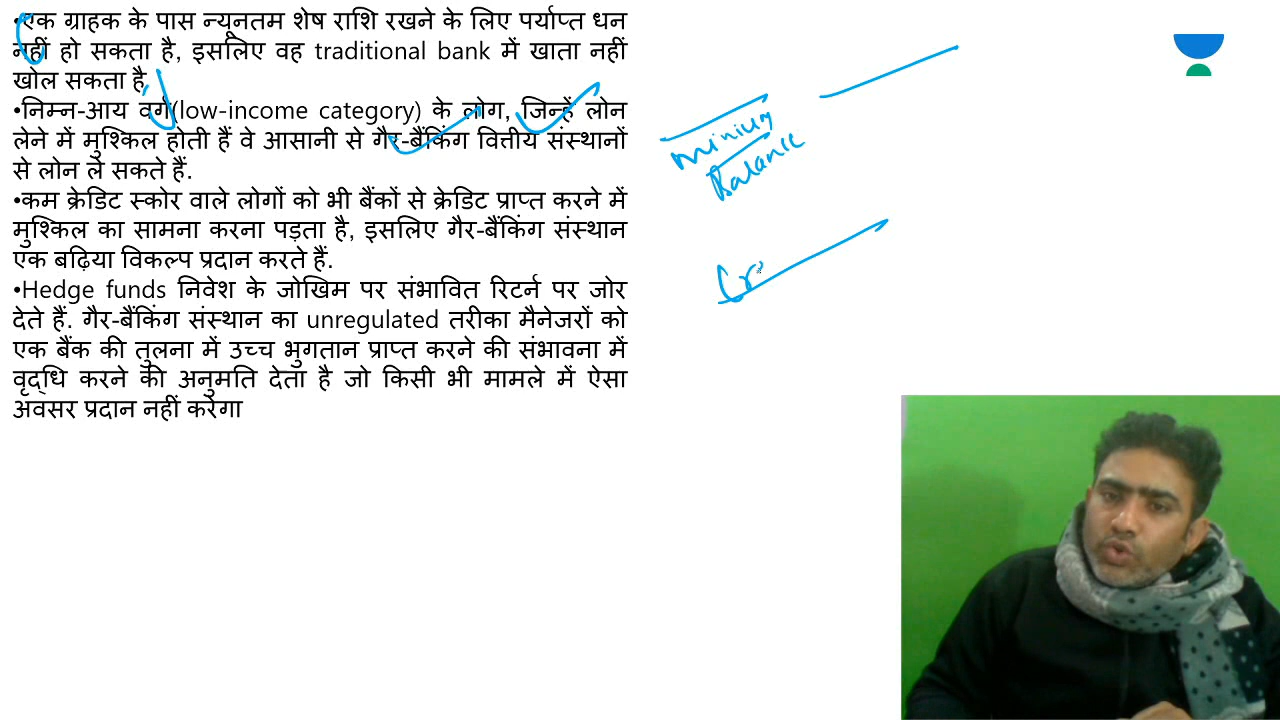 •एक ग्राहक के पास न्यूनतम शेष राशि रखने के लिए पर्याप्त धन
नहीं हो सकता है, इसलिए वह traditional bank में खाता नहीं
खोल सकता है.
•निम्न-आय वर्ग(low-income category) के लोग, जिन्हें लोन
लेने में मुश्किल होती हैं वे आसानी से गैर-बैंकिंग वित्तीय संस्थानों
से लोन ले सकते हैं.
•कम क्रेडिट स्कोर वाले लोगों को भी बैंकों से क्रेडिट प्राप्त करने में
मुश्किल का सामना करना पड़ता है, इसलिए गैर-बैंकिंग संस्थान
एक बढ़िया विकल्प प्रदान करते हैं.
•Hedge funds निवेश के जोखिम पर संभावित रिटर्न पर जोर
देते हैं. गैर-बैंकिंग संस्थान का unregulated तरीका मैनेजरों को
एक बैंक की तुलना में उच्च भुगतान प्राप्त करने की संभावना में
वृद्धि करने की अनुमति देता है जो किसी भी मामले में ऐसा
अवसर प्रदान नहीं करेगा
Balance
Cr